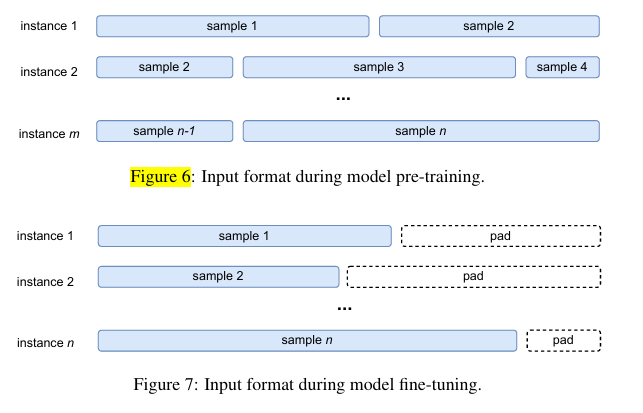 instance 1 sample 1 sample 2
instance 2 sample 2 sample 3 sample 4
...
instance m sample n-1 sample n
Figure 6: Input format during model pre-training.
instance 1 sample 1 pad
instance 2 sample 2 pad
...
instance n sample n pad
Figure 7: Input format during model fine-tuning.